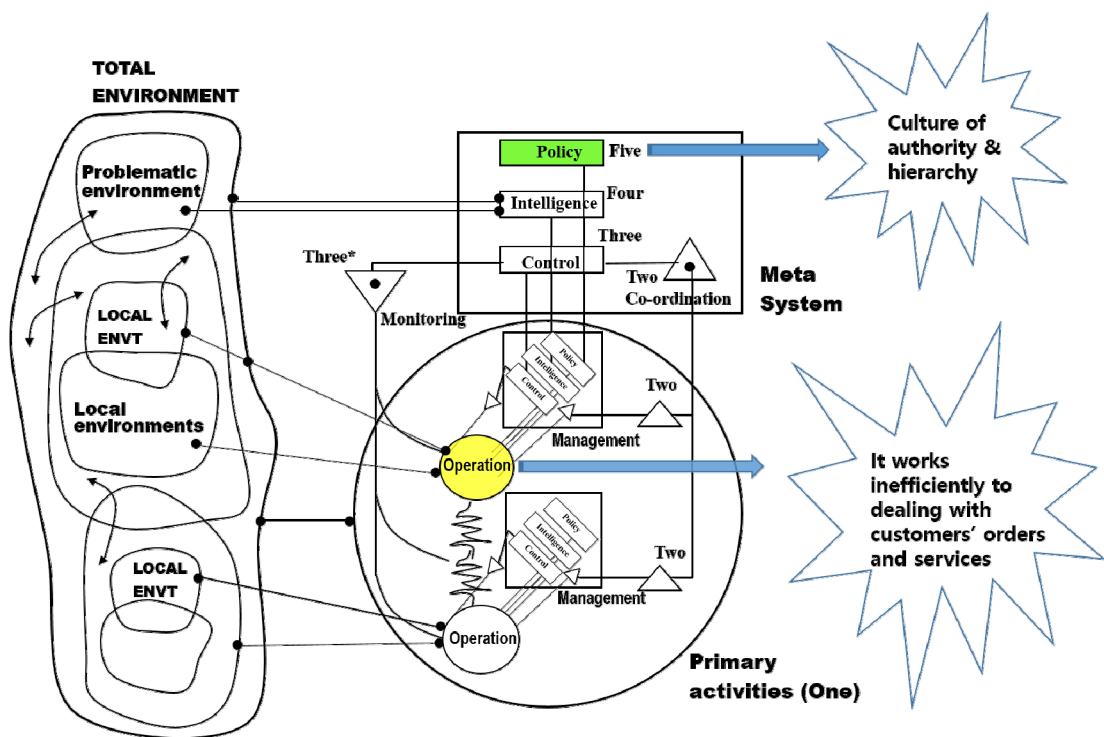 TOTAL
ENVIRONMENT
Problematic
environment
LOCAL
ENVT
Local
environments
LOCAL
ENVT
Policy
Five
Intelligence
Four
Control
Three
Two
Co-ordination
Three*
Monitoring
Meta
System
Policy
Intelligence
Control
Management
Two
Operation
Policy
Intelligence
Control
Management
Two
Operation
Primary
activities (One)
Culture of
authority &
hierarchy
It works
inefficiently to
dealing with
customers' orders
and services